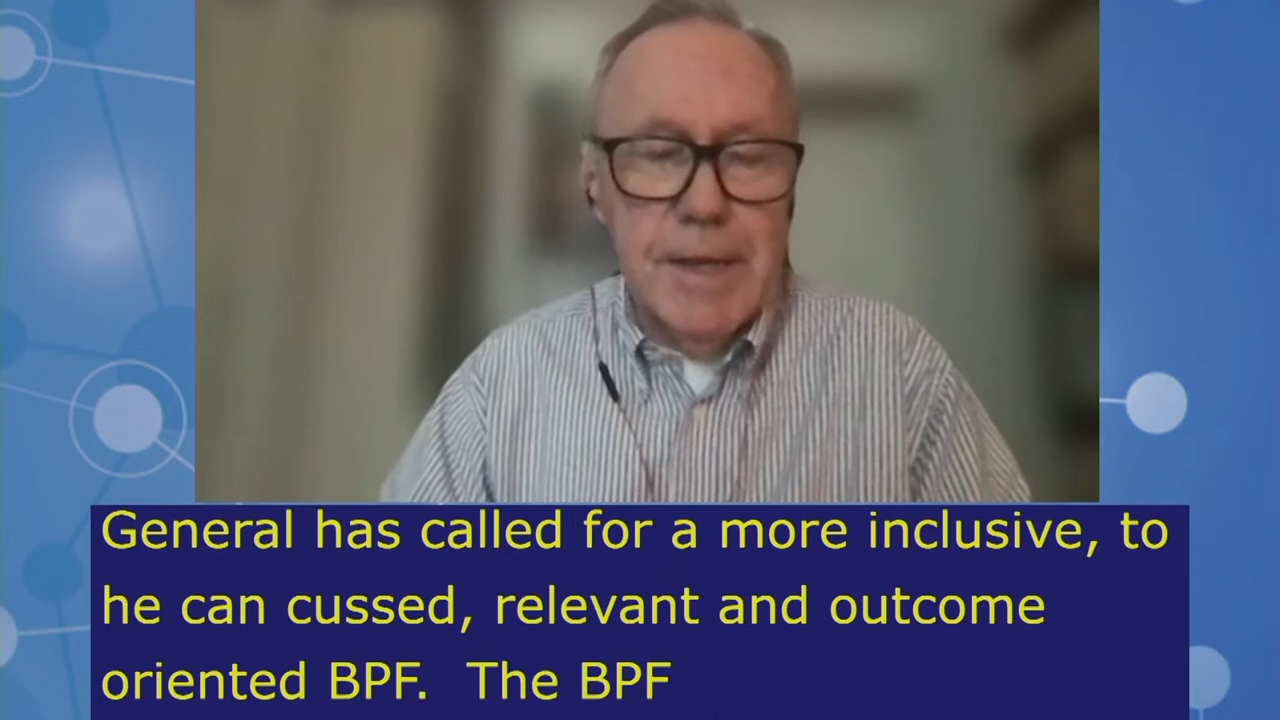 General has called for a more inclusive, to
he can cussed, relevant and outcome
oriented BPF.  The BPF